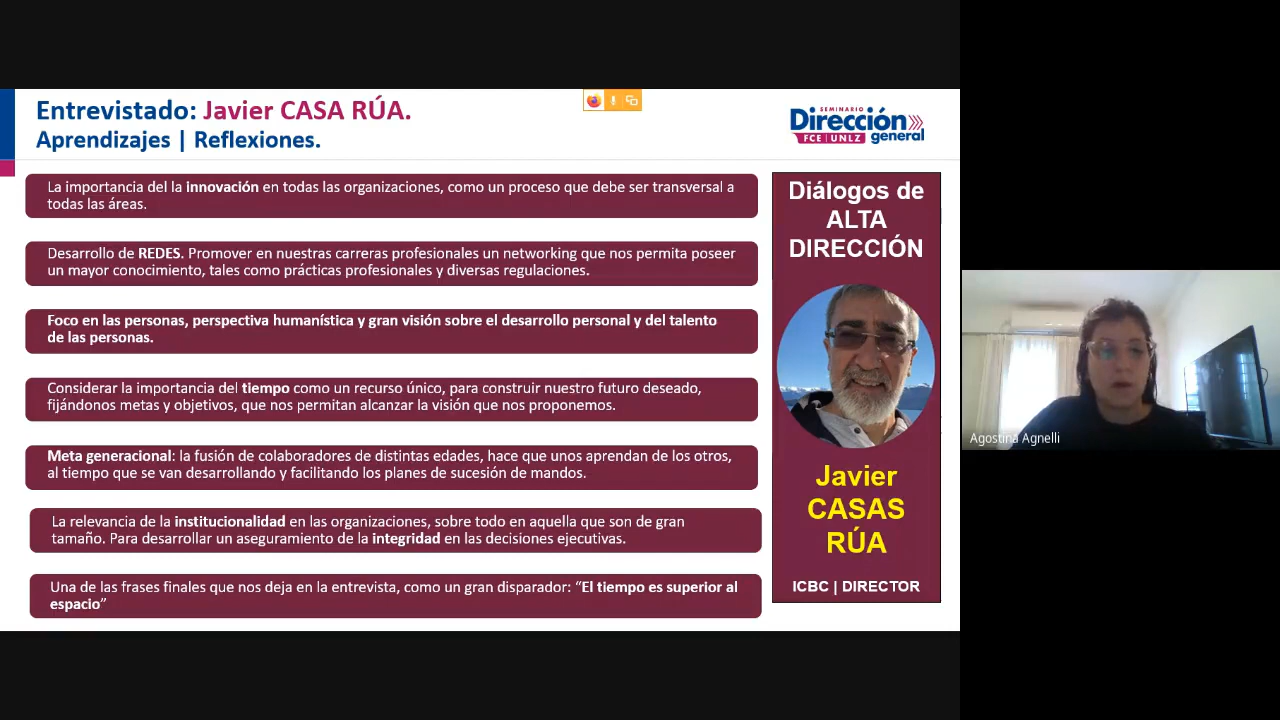 Entrevistado: Javier CASA RÚA.
Aprendizajes | Reflexiones.
SEMINARIO
Dirección
FCE | UNLZ general
La importancia del la innovación en todas las organizaciones, como un proceso que debe ser transversal a
todas las áreas.
Desarrollo de REDES. Promover en nuestras carreras profesionales un networking que nos permita poseer
un mayor conocimiento, tales como prácticas profesionales y diversas regulaciones.
Foco en las personas, perspectiva humanística y gran visión sobre el desarrollo personal y del talento
de las personas.
Considerar la importancia del tiempo como un recurso único, para construir nuestro futuro deseado,
fijándonos metas y objetivos, que nos permitan alcanzar la visión que nos proponemos.
Meta generacional: la fusión de colaboradores de distintas edades, hace que unos aprendan de los otros,
al tiempo que se van desarrollando y facilitando los planes de sucesión de mandos.
La relevancia de la institucionalidad en las organizaciones, sobre todo en aquella que son de gran
tamaño. Para desarrollar un aseguramiento de la integridad en las decisiones ejecutivas.
Una de las frases finales que nos deja en la entrevista, como un gran disparador: “El tiempo es superior al
espacio”
Diálogos de
ALTA
DIRECCIÓN
Javier
CASAS
RÚA
ICBC | DIRECTOR
Agostina Agnelli